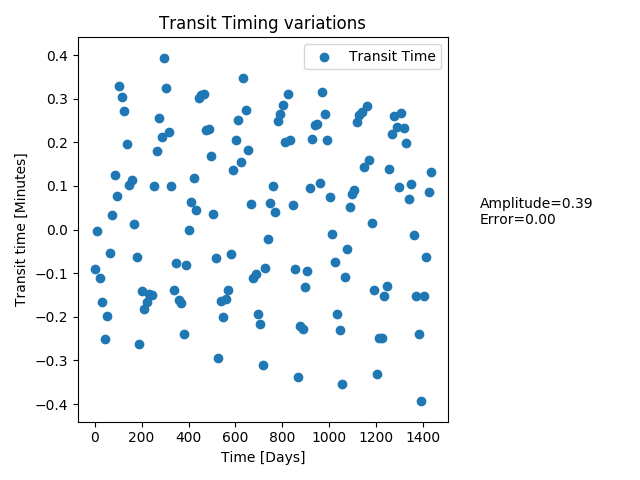 Transit Timing variations
Transit Time
Transit time [Minutes]
0.4
0.3
0.2
0.1
0.0
−0.1
−0.2
−0.3
−0.4
0 200 400 600 800 1000 1200 1400
Time [Days]
Amplitude=0.39
Error=0.00